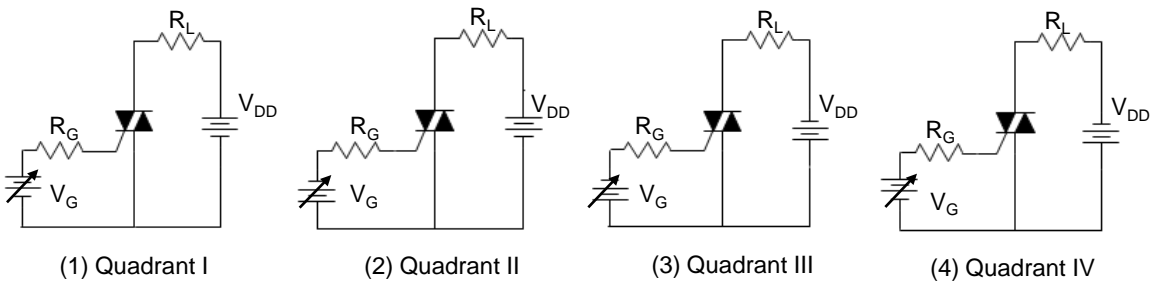 R_L
V_DD
R_G
V_G
(1) Quadrant I
R_L
V_DD
R_G
V_G
(2) Quadrant II
R_L
V_DD
R_G
V_G
(3) Quadrant III
R_L
V_DD
R_G
V_G
(4) Quadrant IV